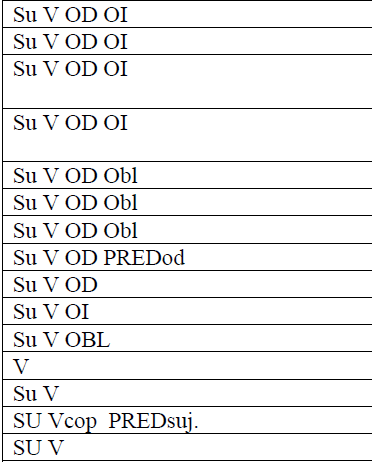 Su V OD OI
Su V OD OI
Su V OD OI
Su V OD OI
Su V OD Obl
Su V OD Obl
Su V OD Obl
Su V OD PREDod
Su V OD
Su V OI
Su V OBL
V
Su V
SU Vcop PREDsuj.
SU V